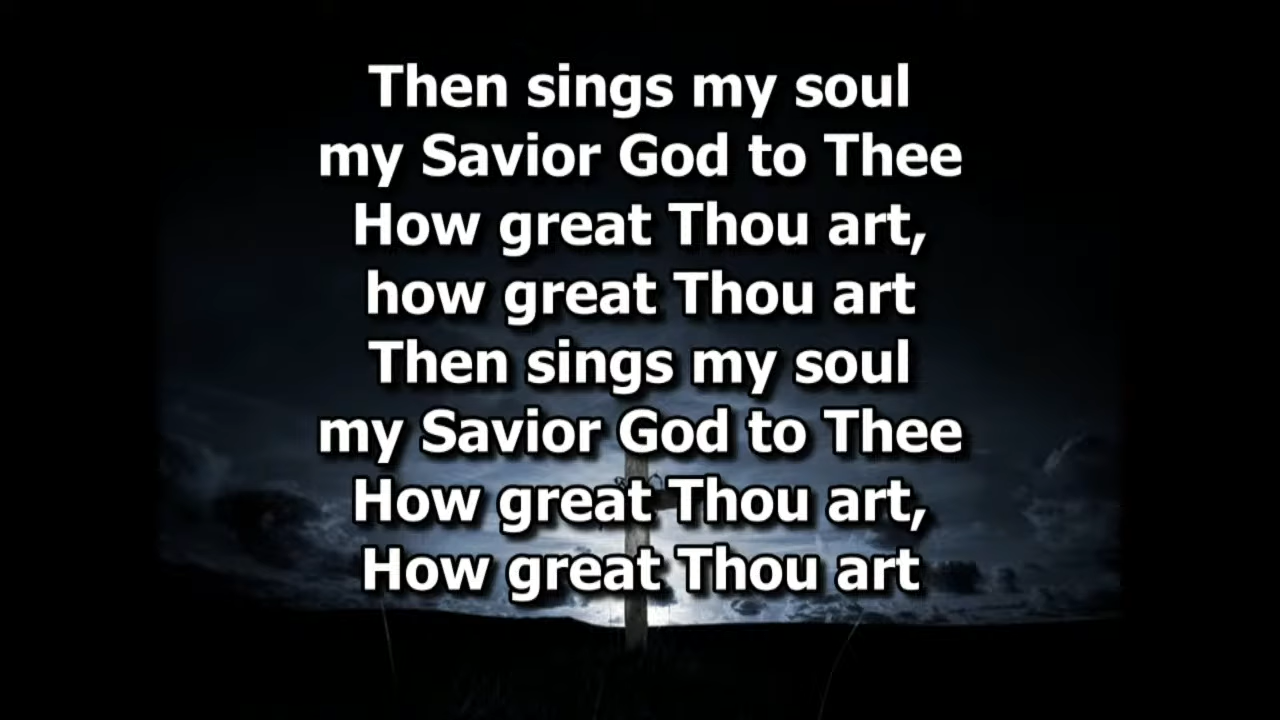 Then sings my soul
my Savior God to Thee
How great Thou art,
how great Thou art
Then sings my soul
my Savior God to Thee
How great Thou art,
How great Thou art